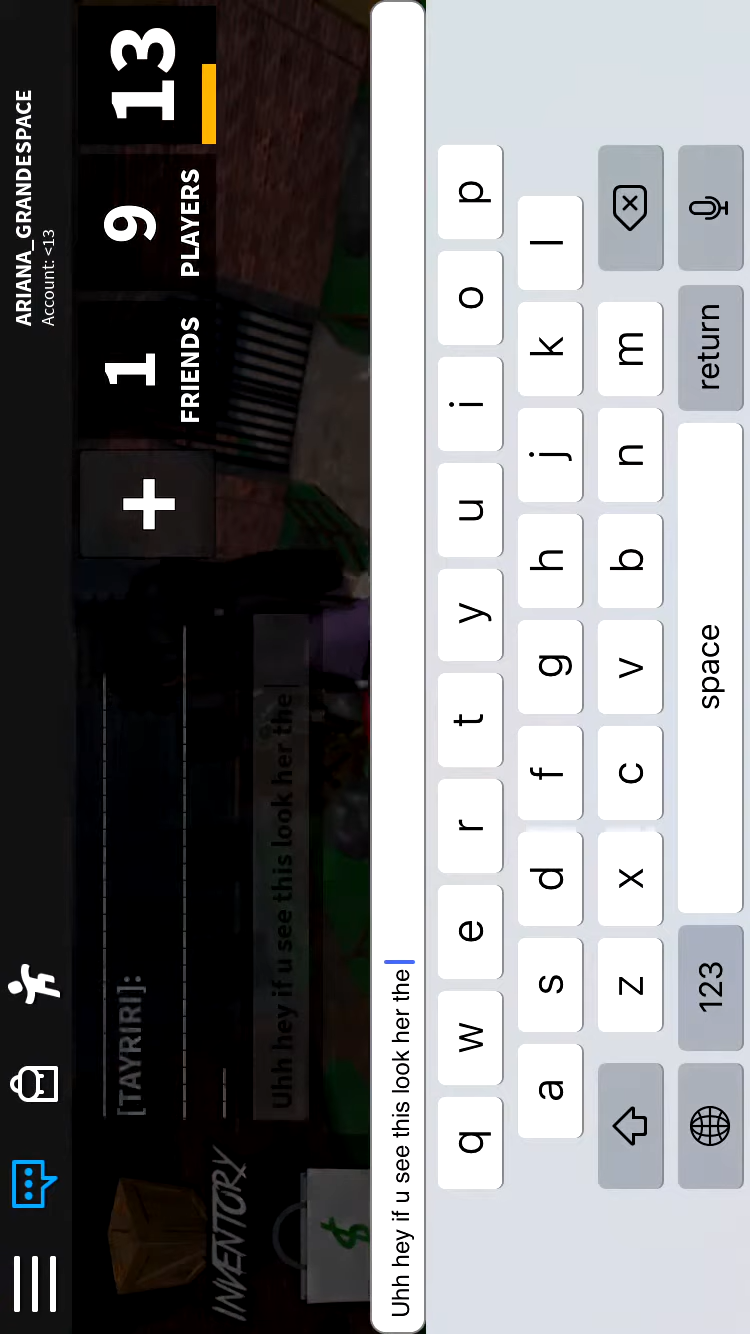 ARIANA_GRANDESPACE
Account: <13
1
FRIENDS
9
PLAYERS
13
[TAYRIRI]:
Uhh hey if u see this look her the
INVENTORY
$
Uhh hey if u see this look her the
q w e r t y u i o p
a s d f g h j k l
z x c v b n m
123 space return